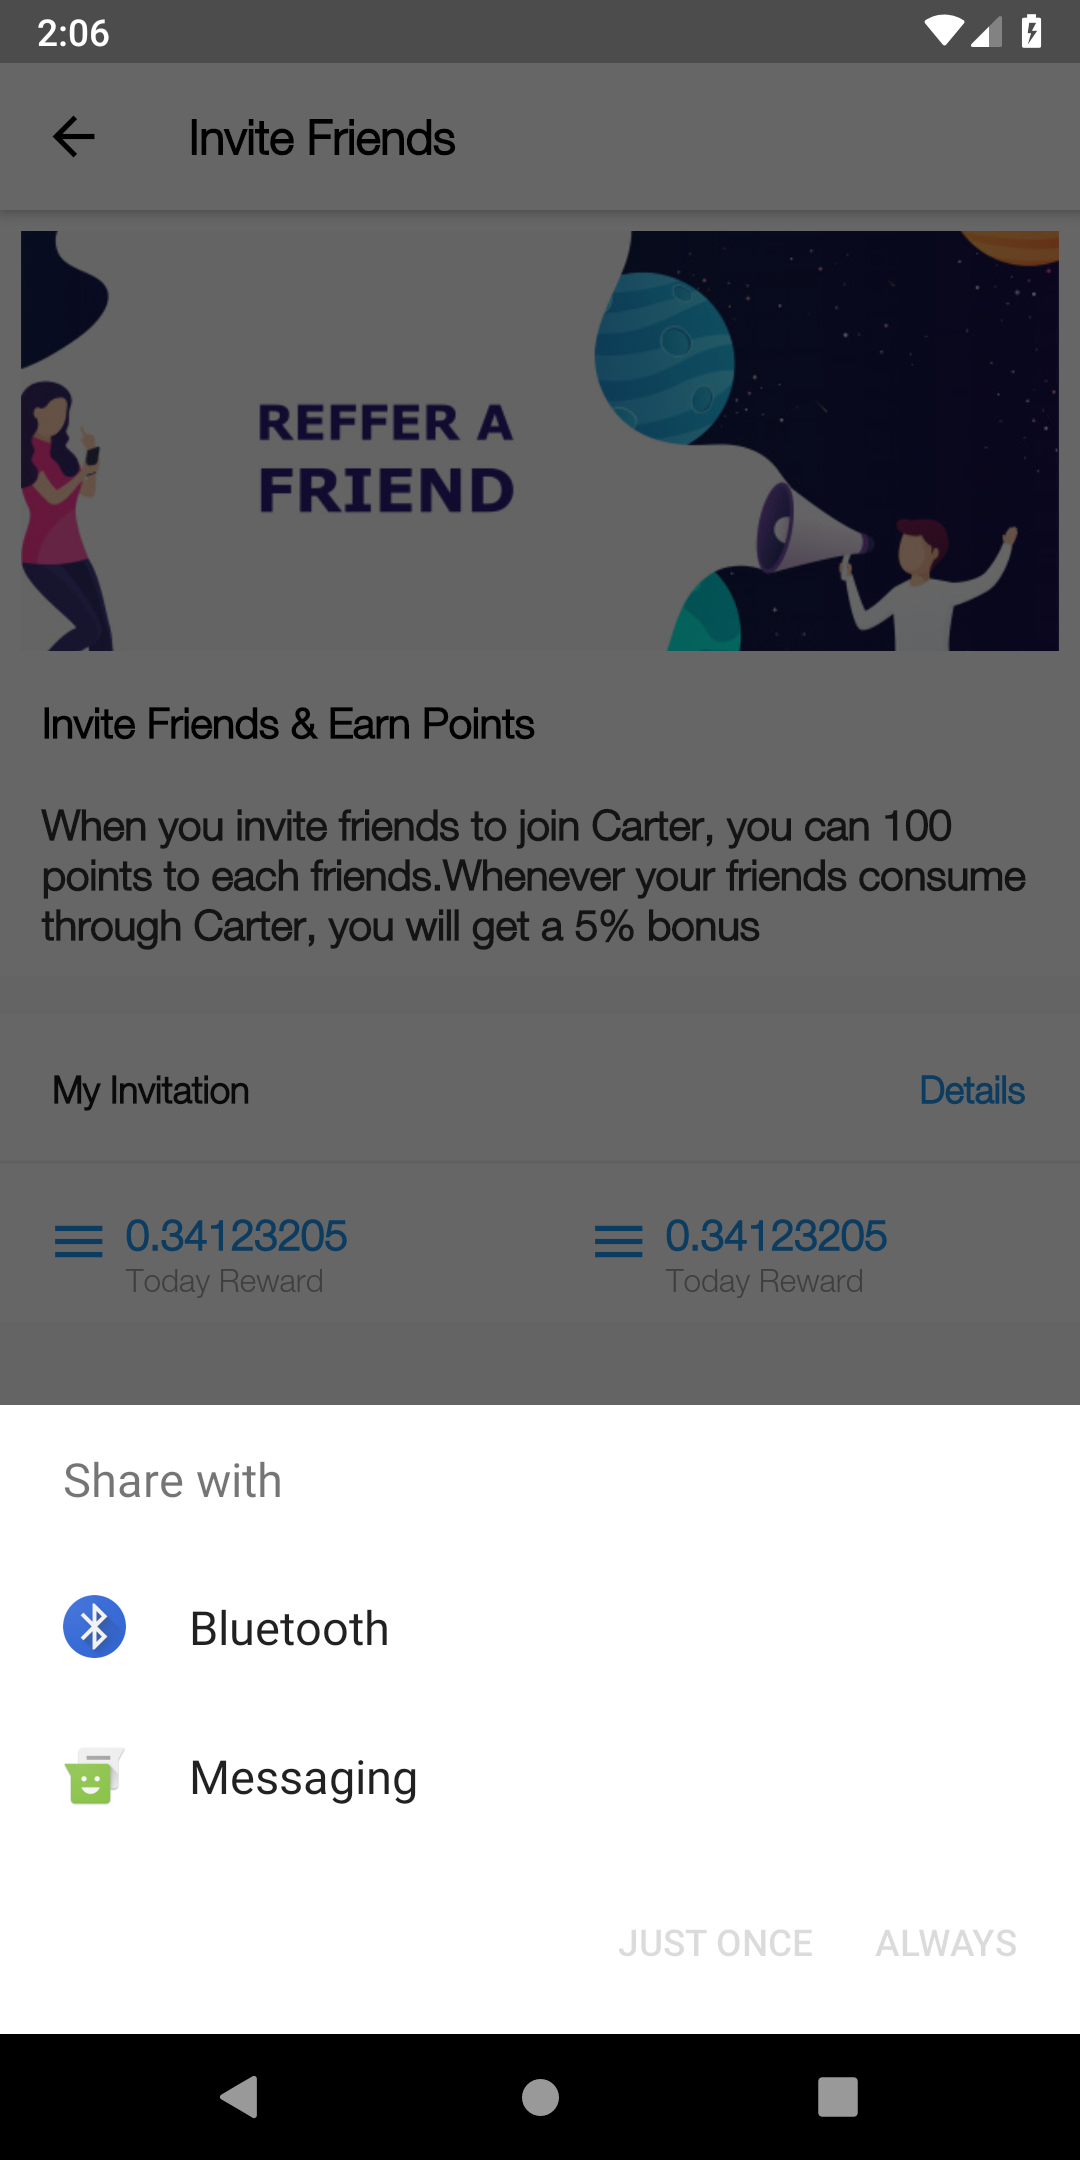 2:06
Invite Friends
REFFER A
FRIEND
Invite Friends & Earn Points
When you invite friends to join Carter, you can 100
points to each friends.Whenever your friends consume
through Carter, you will get a 5% bonus
My Invitation
Details
0.34123205
0.34123205
Today Reward
Today Reward
Share with
Bluetooth
Messaging
JUST ONCE
ALWAYS